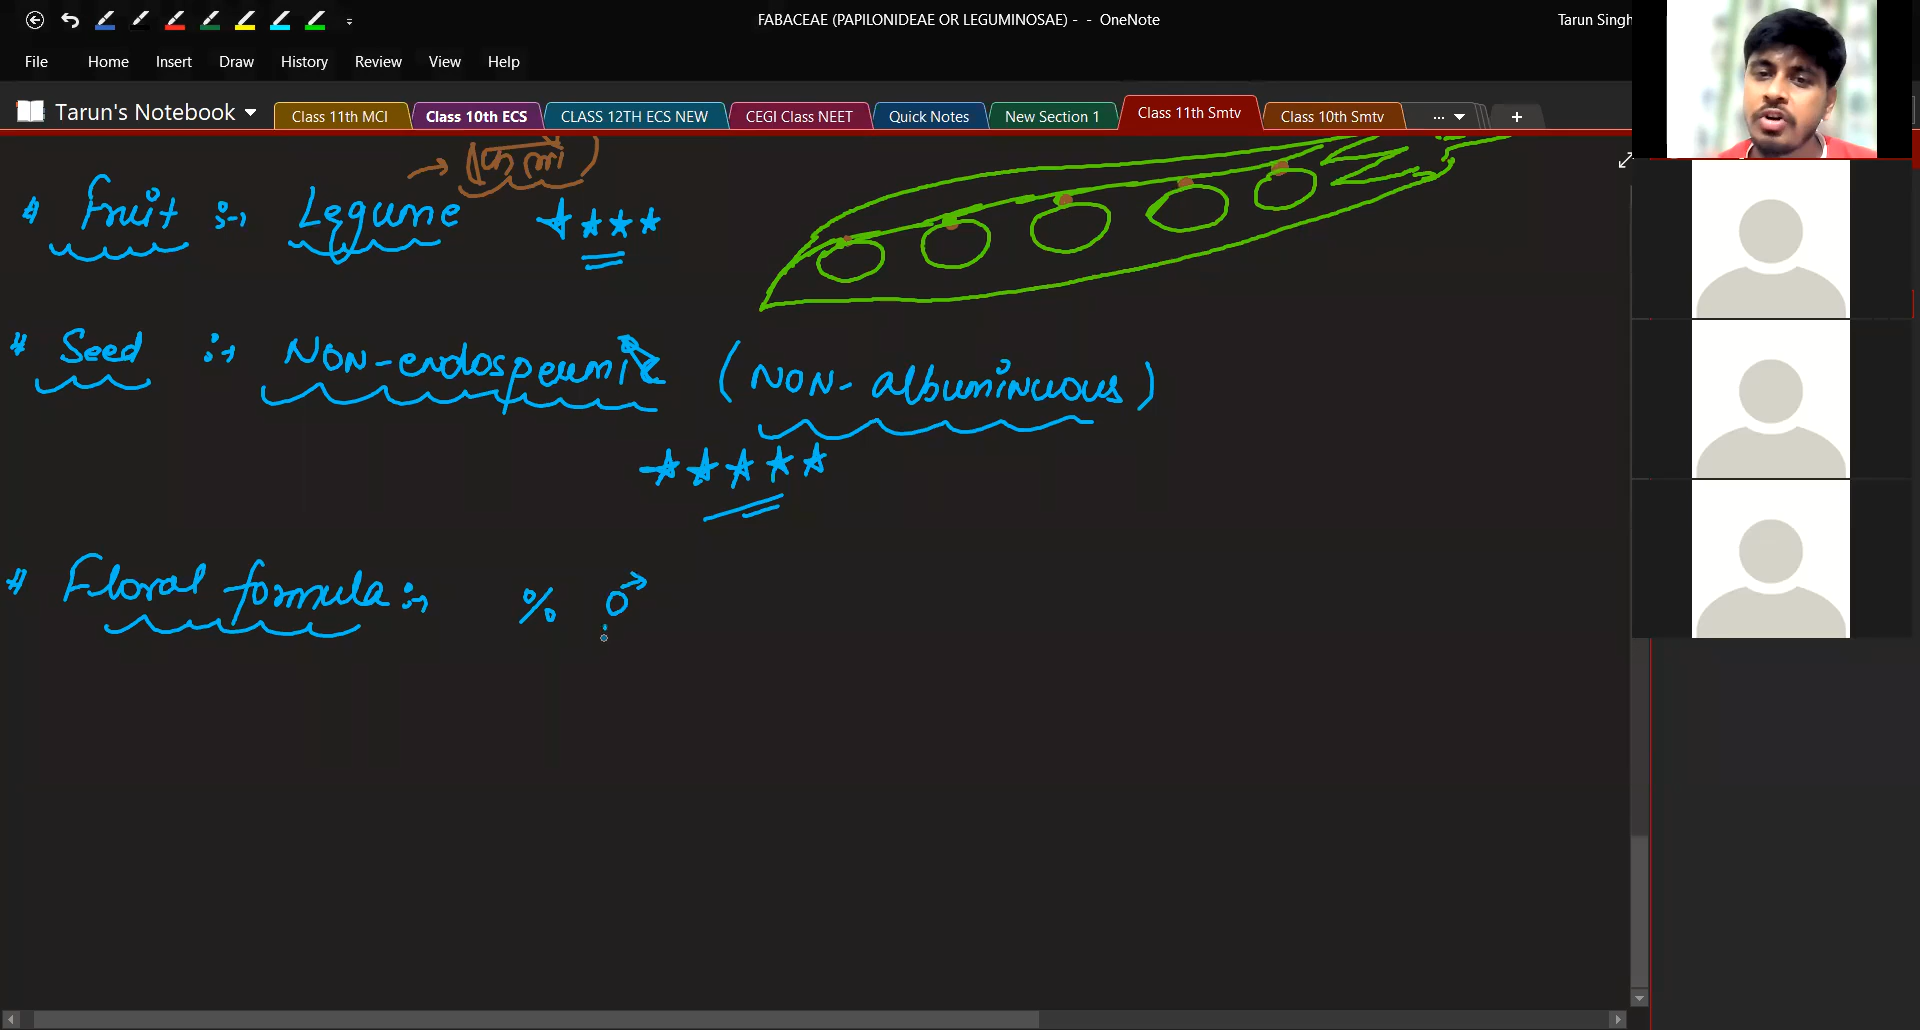 FABACEAE (PAPILONIDEAE OR LEGUMINOSAE) - - OneNote
Tarun Singh
File Home Insert Draw History Review View Help
Tarun's Notebook
Class 11th MCI
Class 10th ECS
CLASS 12TH ECS NEW
CEGI Class NEET
Quick Notes
New Section 1
Class 11th Smtv
Class 10th Smtv
...
+
# Fruit :→ Legume
# Seed :→ NON-endospermic (NON-albuminuous)
# Floral formula :→ % ♂